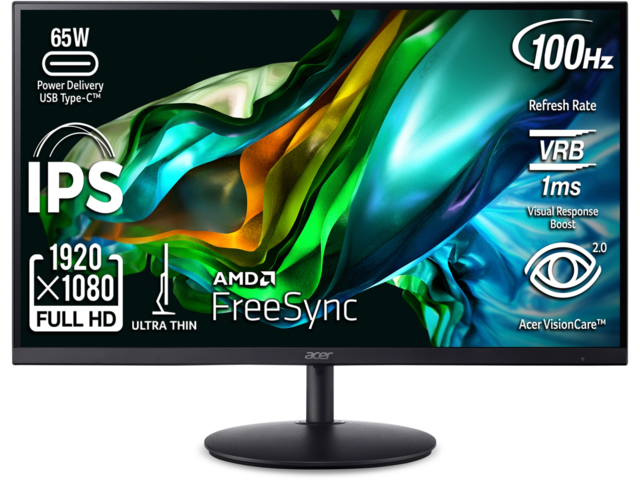 65W
Power Delivery
USB Type-C™
IPS
1920
×1080
FULL HD
ULTRA THIN
AMD
FreeSync
100Hz
Refresh Rate
VRB
1ms
Visual Response
Boost
2.0
Acer VisionCare™
acer